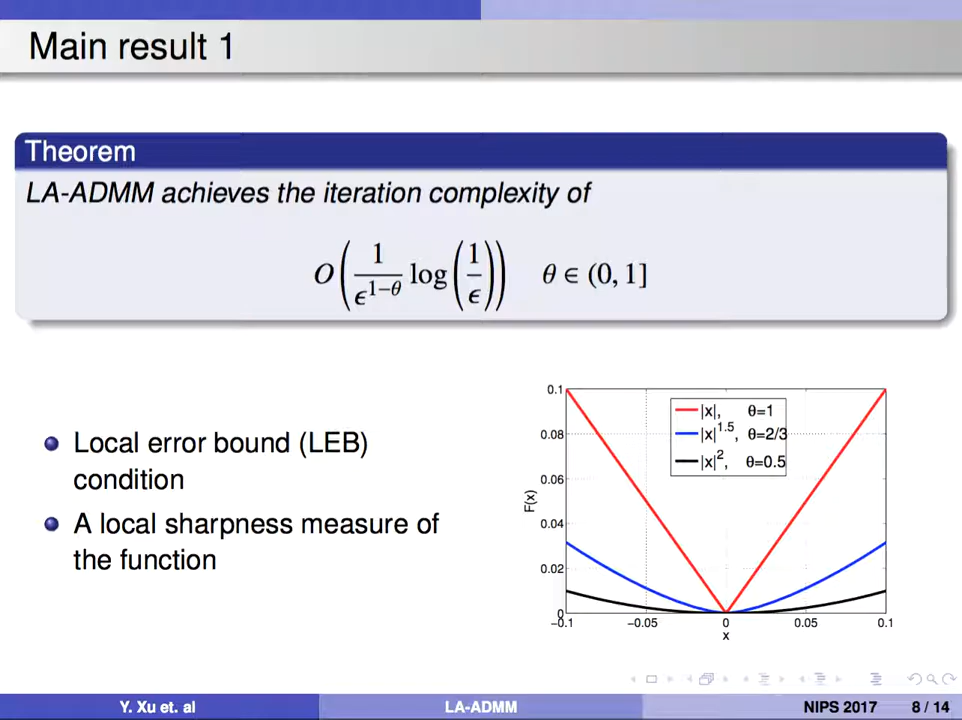 Main result 1
Theorem
LA-ADMM achieves the iteration complexity of
O(1/ϵ^{1−θ} log(1/ϵ)) θ ∈ (0, 1]
Local error bound (LEB)
condition
A local sharpness measure of
the function
0.1
0.08
0.06
0.04
0.02
0
F(x)
|x|, θ=1
|x|^{1.5}, θ=2/3
|x|^{2}, θ=0.5
−0.1 −0.05 0 0.05 0.1
x
Y. Xu et. al LA-ADMM NIPS 2017 8 / 14